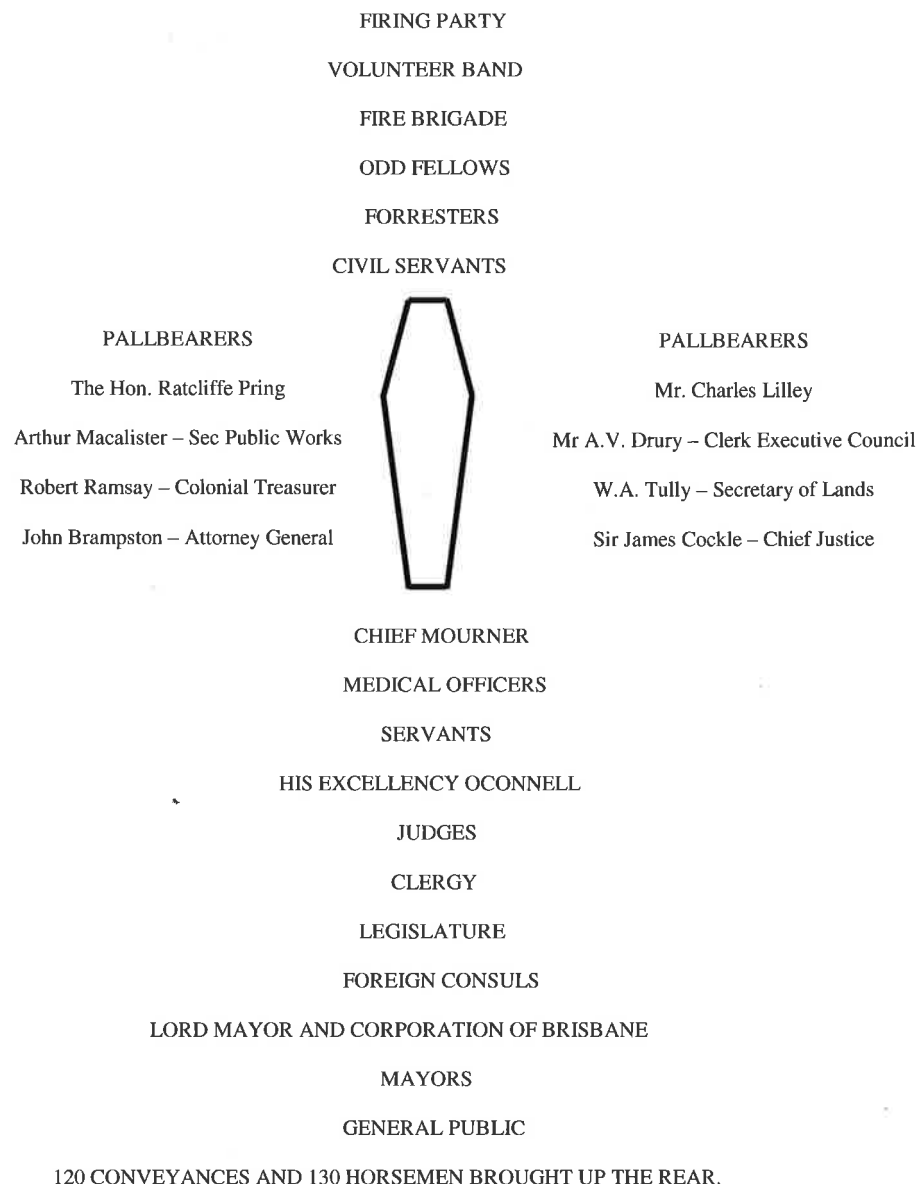 FIRING PARTY
VOLUNTEER BAND
FIRE BRIGADE
ODD FELLOWS
FORRESTERS
CIVIL SERVANTS
PALLBEARERS
The Hon. Ratcliffe Pring
Arthur Macalister – Sec Public Works
Robert Ramsay – Colonial Treasurer
John Brampston – Attorney General
PALLBEARERS
Mr. Charles Lilley
Mr A.V. Drury – Clerk Executive Council
W.A. Tully – Secretary of Lands
Sir James Cockle – Chief Justice
CHIEF MOURNER
MEDICAL OFFICERS
SERVANTS
HIS EXCELLENCY OCONNELL
JUDGES
CLERGY
LEGISLATURE
FOREIGN CONSULS
LORD MAYOR AND CORPORATION OF BRISBANE
MAYORS
GENERAL PUBLIC
120 CONVEYANCES AND 130 HORSEMEN BROUGHT UP THE REAR.